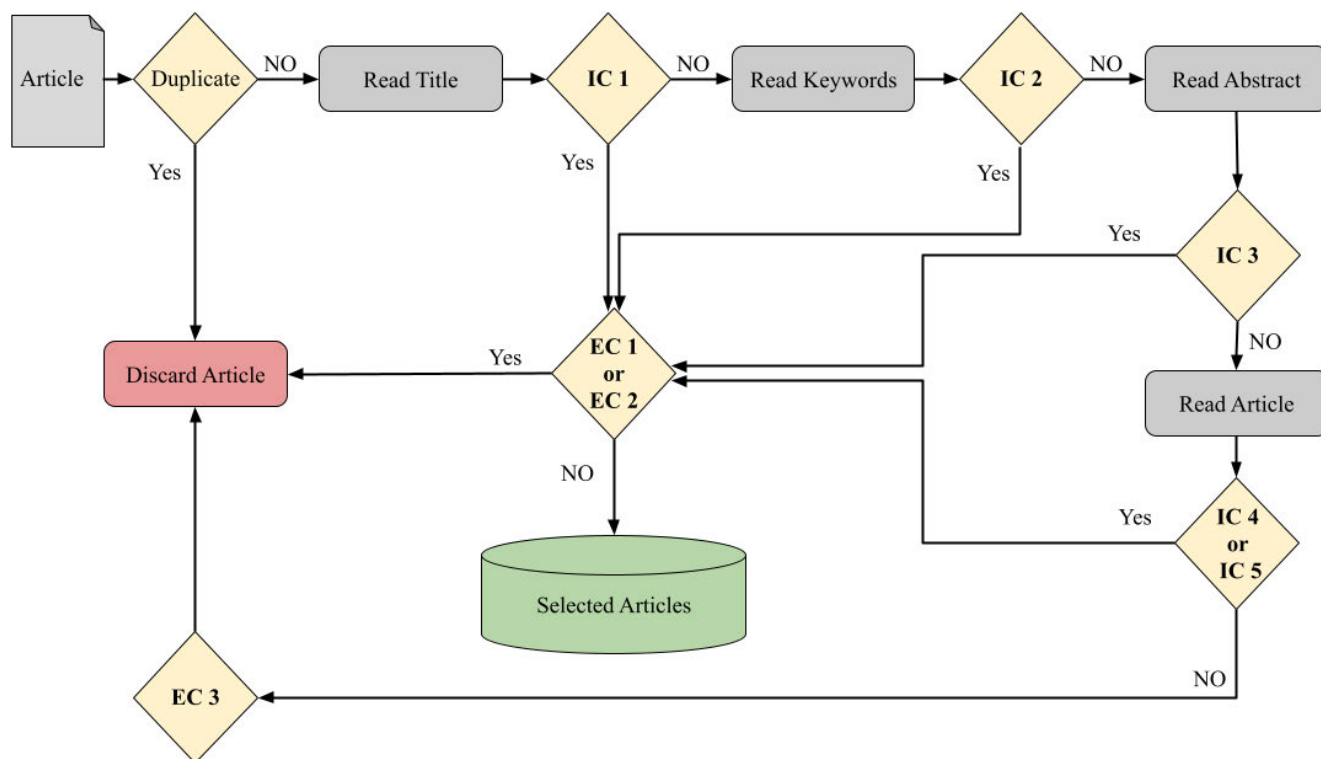 Article
Duplicate
NO
Read Title
IC 1
NO
Read Keywords
IC 2
NO
Read Abstract
Yes
Yes
Yes
Yes
IC 3
NO
Discard Article
Yes
EC 1
or
EC 2
Read Article
NO
Yes
IC 4
or
IC 5
Selected Articles
EC 3
NO